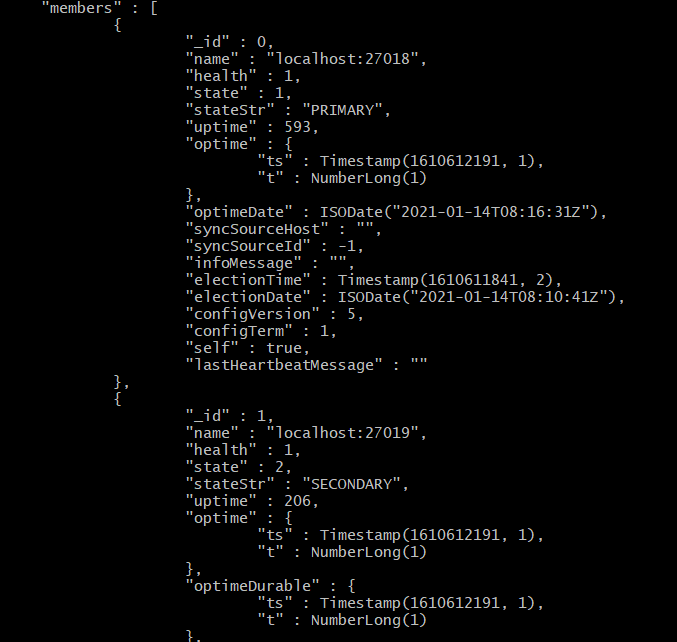 "members" : [
{
"_id" : 0,
"name" : "localhost:27018",
"health" : 1,
"state" : 1,
"stateStr" : "PRIMARY",
"uptime" : 593,
"optime" : {
"ts" : Timestamp(1610612191, 1),
"t" : NumberLong(1)
},
"optimeDate" : ISODate("2021-01-14T08:16:31Z"),
"syncSourceHost" : "",
"syncSourceId" : -1,
"infoMessage" : "",
"electionTime" : Timestamp(1610611841, 2),
"electionDate" : ISODate("2021-01-14T08:10:41Z"),
"configVersion" : 5,
"configTerm" : 1,
"self" : true,
"lastHeartbeatMessage" : ""
},
{
"_id" : 1,
"name" : "localhost:27019",
"health" : 1,
"state" : 2,
"stateStr" : "SECONDARY",
"uptime" : 206,
"optime" : {
"ts" : Timestamp(1610612191, 1),
"t" : NumberLong(1)
},
"optimeDurable" : {
"ts" : Timestamp(1610612191, 1),
"t" : NumberLong(1)
},